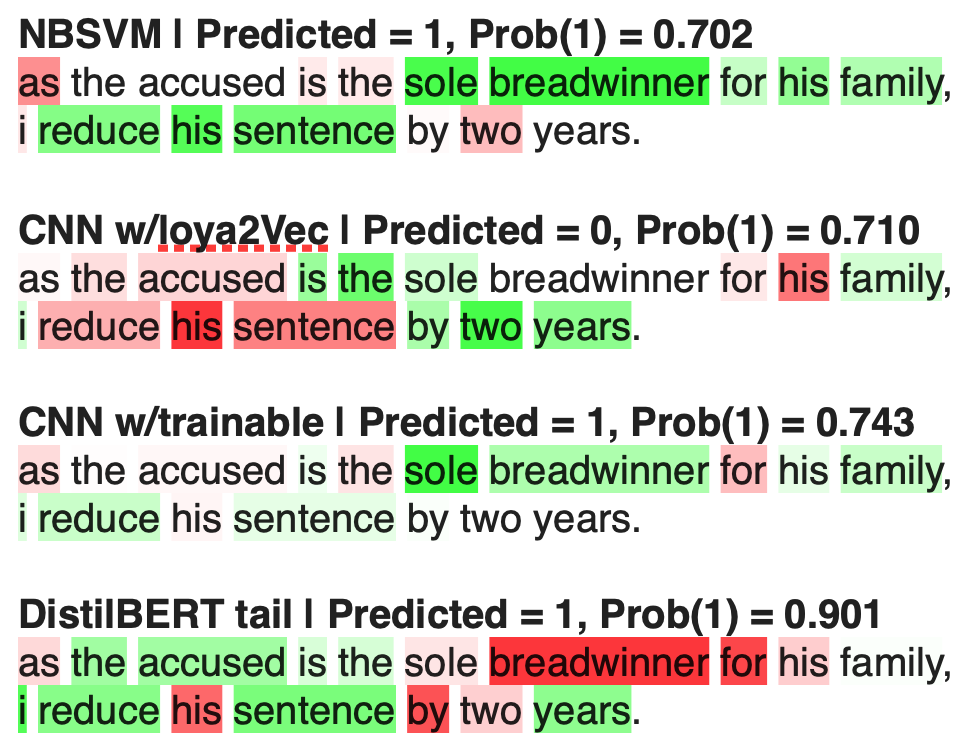 NBSVM | Predicted = 1, Prob(1) = 0.702
as the accused is the sole breadwinner for his family,
i reduce his sentence by two years.
CNN w/loya2Vec | Predicted = 0, Prob(1) = 0.710
as the accused is the sole breadwinner for his family,
i reduce his sentence by two years.
CNN w/trainable | Predicted = 1, Prob(1) = 0.743
as the accused is the sole breadwinner for his family,
i reduce his sentence by two years.
DistilBERT tail | Predicted = 1, Prob(1) = 0.901
as the accused is the sole breadwinner for his family,
i reduce his sentence by two years.